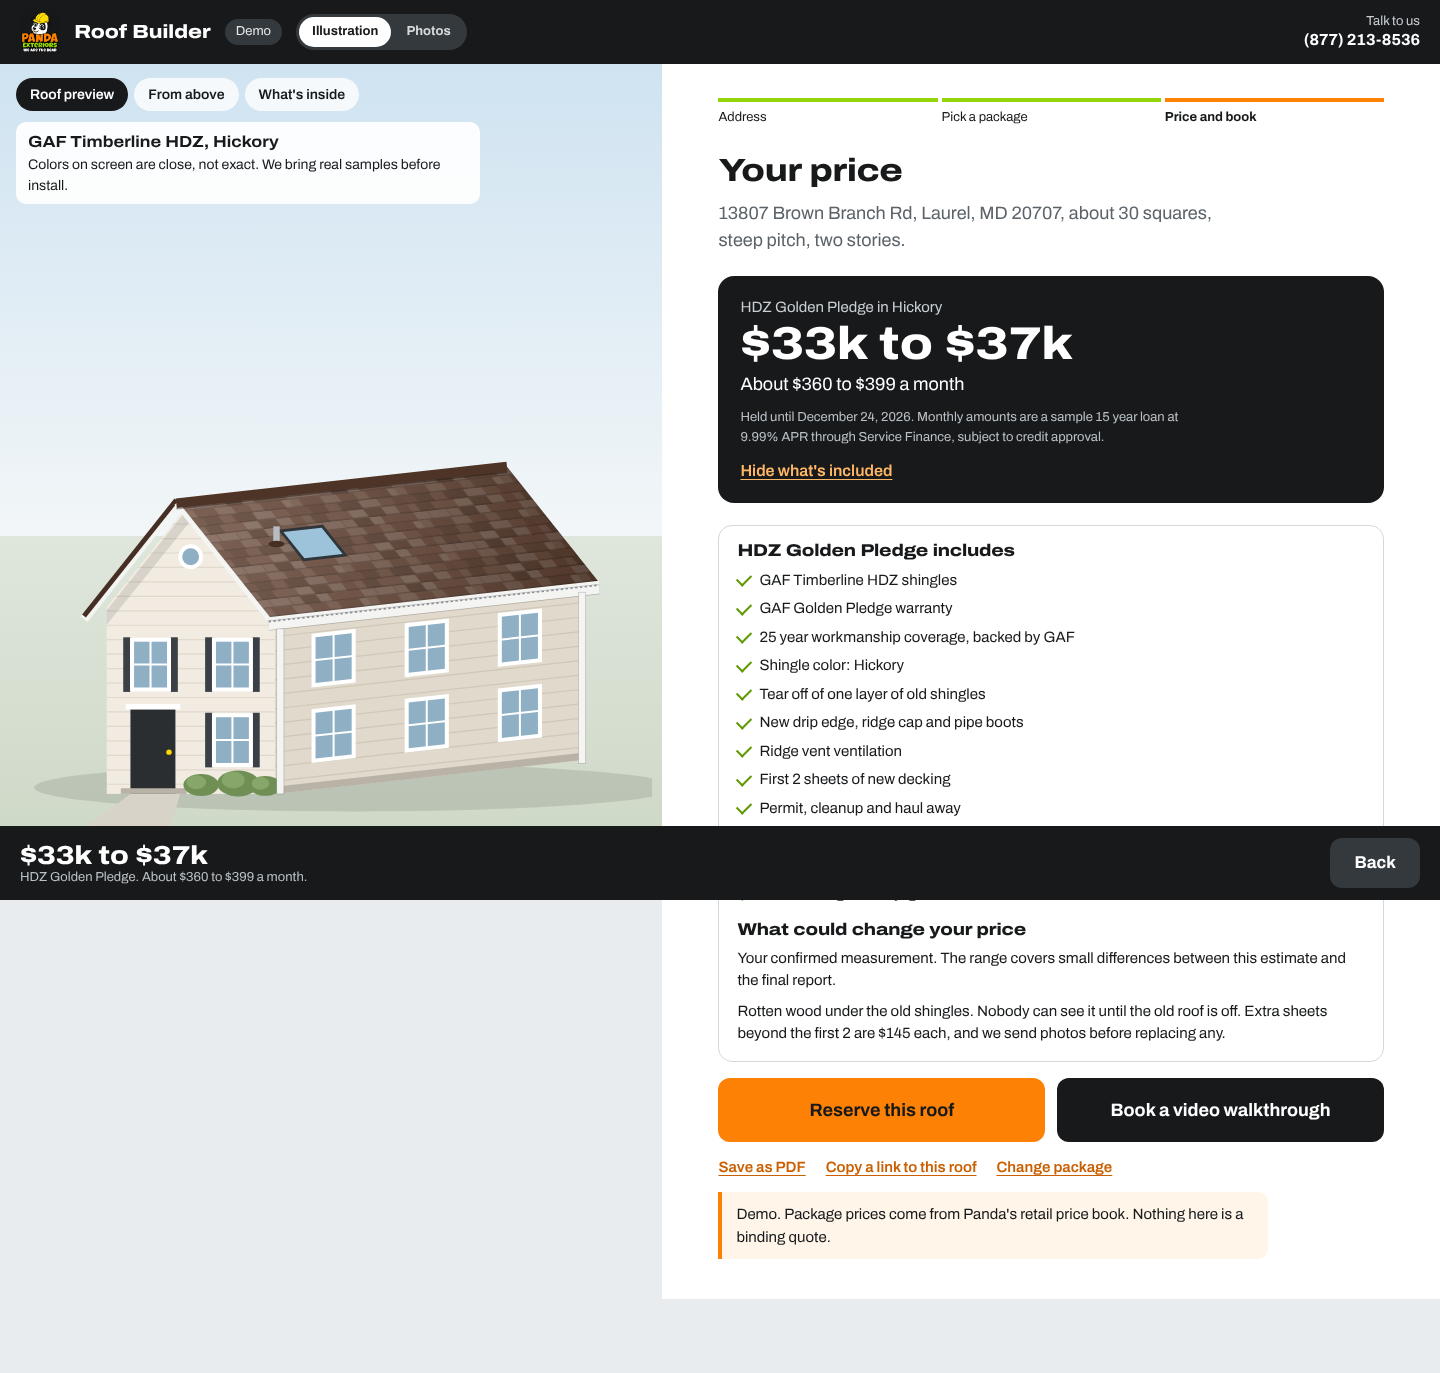 PANDA
EXTERIORS
WE ARE THE BEAR
Roof Builder
Demo
Illustration
Photos
Talk to us
(877) 213-8536
Roof preview
From above
What's inside
GAF Timberline HDZ, Hickory
Colors on screen are close, not exact. We bring real samples before
install.
Address
Pick a package
Price and book
Your price
13807 Brown Branch Rd, Laurel, MD 20707, about 30 squares,
steep pitch, two stories.
HDZ Golden Pledge in Hickory
$33k to $37k
About $360 to $399 a month
Held until December 24, 2026. Monthly amounts are a sample 15 year loan at
9.99% APR through Service Finance, subject to credit approval.
Hide what's included
HDZ Golden Pledge includes
GAF Timberline HDZ shingles
GAF Golden Pledge warranty
25 year workmanship coverage, backed by GAF
Shingle color: Hickory
Tear off of one layer of old shingles
New drip edge, ridge cap and pipe boots
Ridge vent ventilation
First 2 sheets of new decking
Permit, cleanup and haul away
$33k to $37k
HDZ Golden Pledge. About $360 to $399 a month.
Back
What could change your price
Your confirmed measurement. The range covers small differences between this estimate and
the final report.
Rotten wood under the old shingles. Nobody can see it until the old roof is off. Extra sheets
beyond the first 2 are $145 each, and we send photos before replacing any.
Reserve this roof
Book a video walkthrough
Save as PDF
Copy a link to this roof
Change package
Demo. Package prices come from Panda's retail price book. Nothing here is a
binding quote.